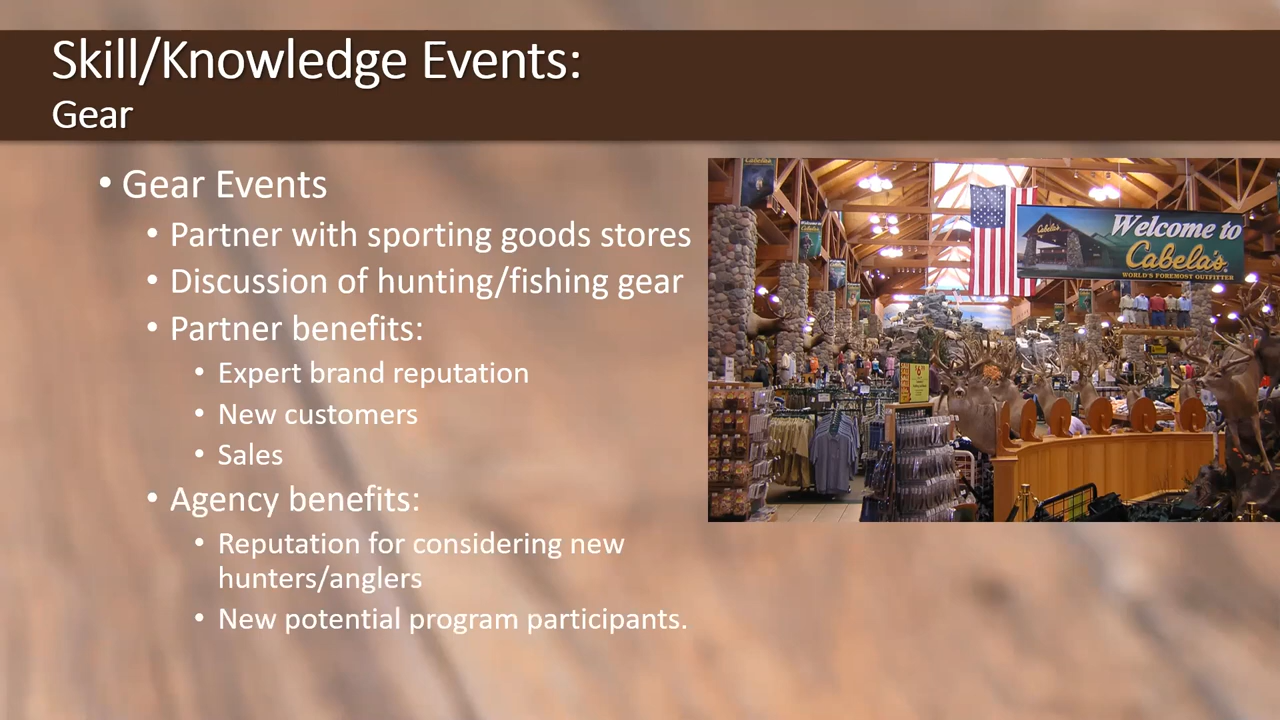 Skill/Knowledge Events:
Gear
• Gear Events
• Partner with sporting goods stores
• Discussion of hunting/fishing gear
• Partner benefits:
• Expert brand reputation
• New customers
• Sales
• Agency benefits:
• Reputation for considering new
hunters/anglers
• New potential program participants.
Cabela's
Welcome to
Cabela's
WORLD'S FOREMOST OUTFITTER